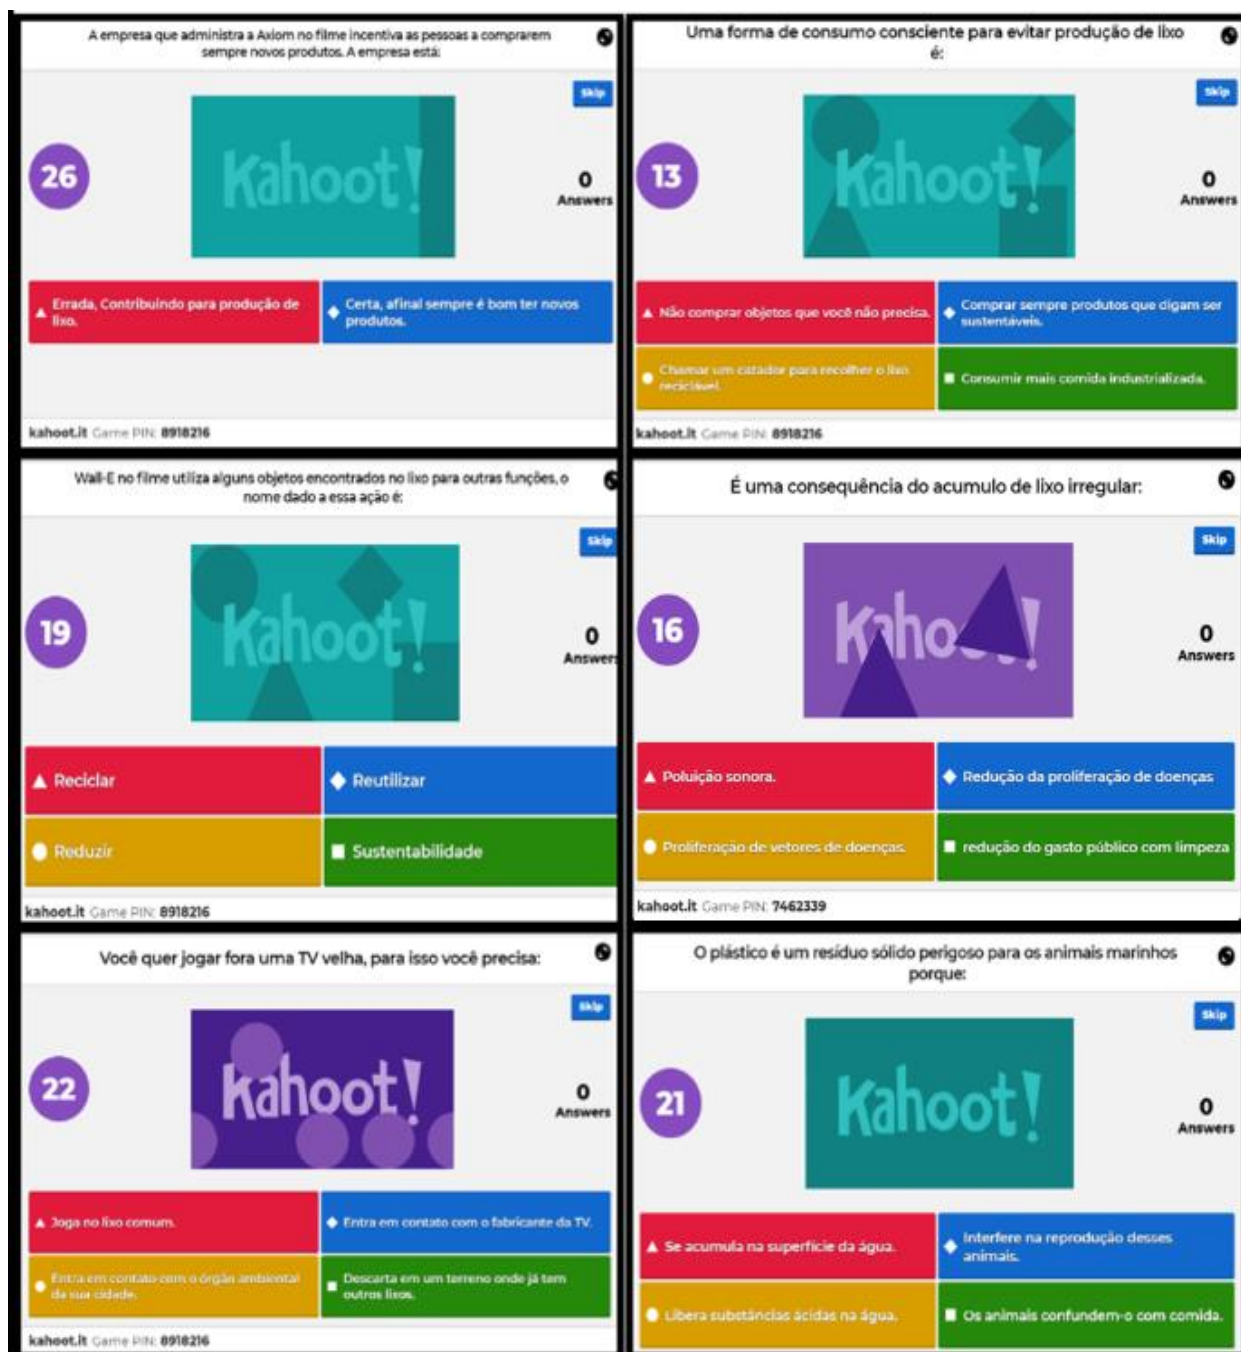 A empresa que administra a Axiom no filme incentiva as pessoas a comprarem
sempre novos produtos. A empresa está:
Skip
26
Kahoot!
0
Answers
Errada, Contribuindo para produção de
lixo.
Certa, afinal sempre é bom ter novos
produtos.
kahoot.it Game PIN: 8918216
Uma forma de consumo consciente para evitar produção de lixo
é:
Skip
13
Kahoot!
0
Answers
Não comprar objetos que você não precisa.
Comprar sempre produtos que digam ser
sustentáveis.
Chamar um catador para recolher o lixo
reciclável.
Consumir mais comida industrializada.
kahoot.it Game PIN: 8918216
Wall-E no filme utiliza alguns objetos encontrados no lixo para outras funções, o
nome dado a essa ação é:
Skip
19
Kahoot!
0
Answers
Reciclar
Reutilizar
Reduzir
Sustentabilidade
kahoot.it Game PIN: 8918216
É uma consequência do acumulo de lixo irregular:
Skip
16
Kahoot!
0
Answers
Poluição sonora.
Redução da proliferação de doenças
Proliferação de vetores de doenças.
redução do gasto público com limpeza
kahoot.it Game PIN: 7462339
Você quer jogar fora uma TV velha, para isso você precisa:
Skip
22
Kahoot!
0
Answers
Joga no lixo comum.
Entra em contato com o fabricante da TV.
Entra em contato com o órgão ambiental
da sua cidade.
Descarta em um terreno onde já tem
outros lixos.
kahoot.it Game PIN: 8918216
O plástico é um resíduo sólido perigoso para os animais marinhos
porque:
Skip
21
Kahoot!
0
Answers
Se acumula na superfície da água.
Interfere na reprodução desses
animais.
Libera substâncias ácidas na água.
Os animais confundem-o com comida.